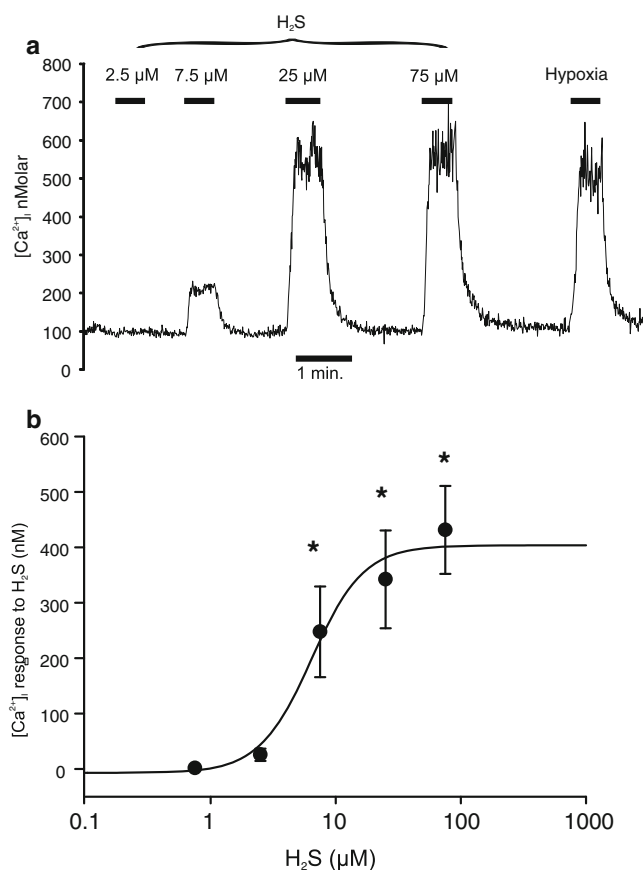 a
H₂S
2.5 µM 7.5 µM 25 µM 75 µM Hypoxia
800
700
600
500
400
300
200
100
0
[Ca²⁺]ᵢ nMolar
1 min.
b
600
500
400
300
200
100
0
[Ca²⁺]ᵢ response to H₂S (nM)
* * *
0.1 1 10 100 1000
H₂S (µM)